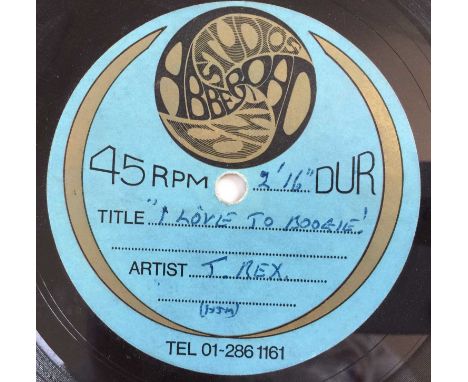 ABBEY ROAD STUDIOS
45 RPM 2'16" DUR
TITLE "I LOVE TO BOOGIE!
ARTIST T. REX.
TEL 01-286 1161